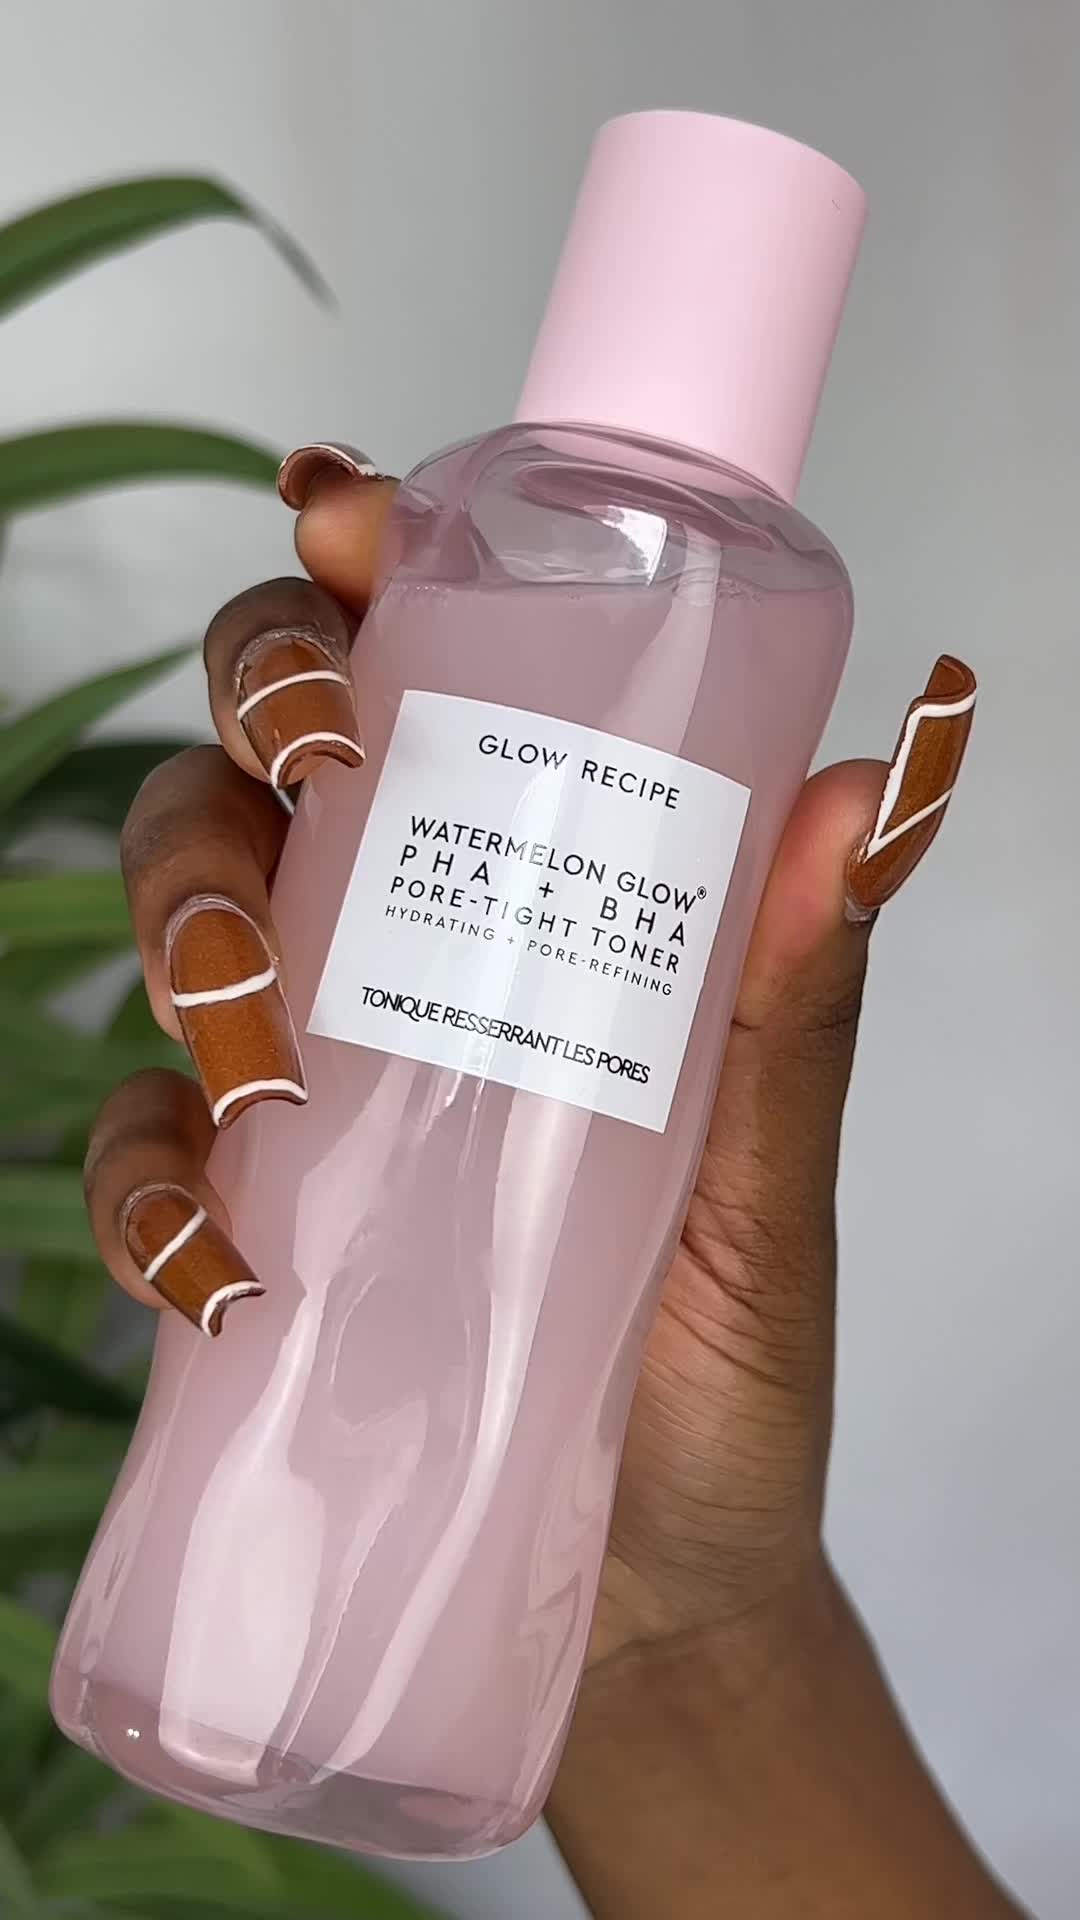 GLOW RECIPE
WATERMELON GLOW®
PHA + BHA
PORE-TIGHT TONER
HYDRATING + PORE-REFINING
TONIQUE RESSERRANT LES PORES